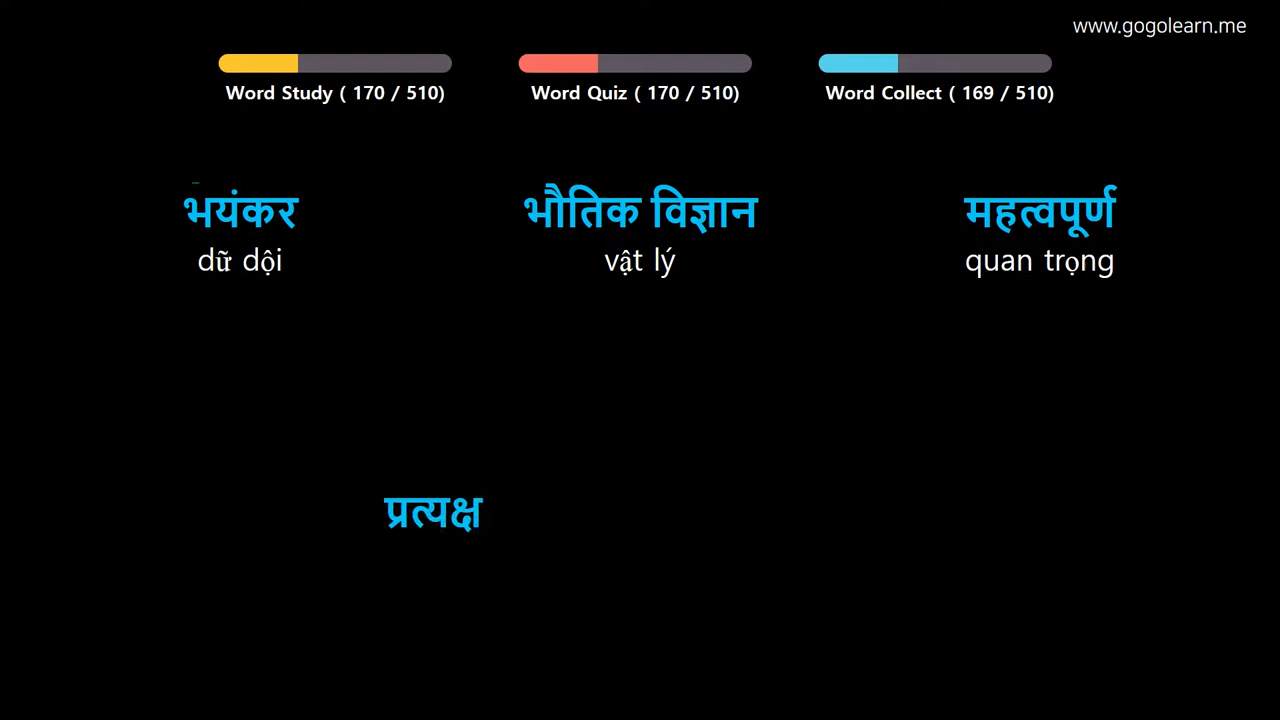 www.gogolearn.me
Word Study ( 170 / 510)
Word Quiz ( 170 / 510)
Word Collect ( 169 / 510)
भयंकर
dữ dội
भौतिक विज्ञान
vật lý
महत्वपूर्ण
quan trọng
प्रत्यक्ष